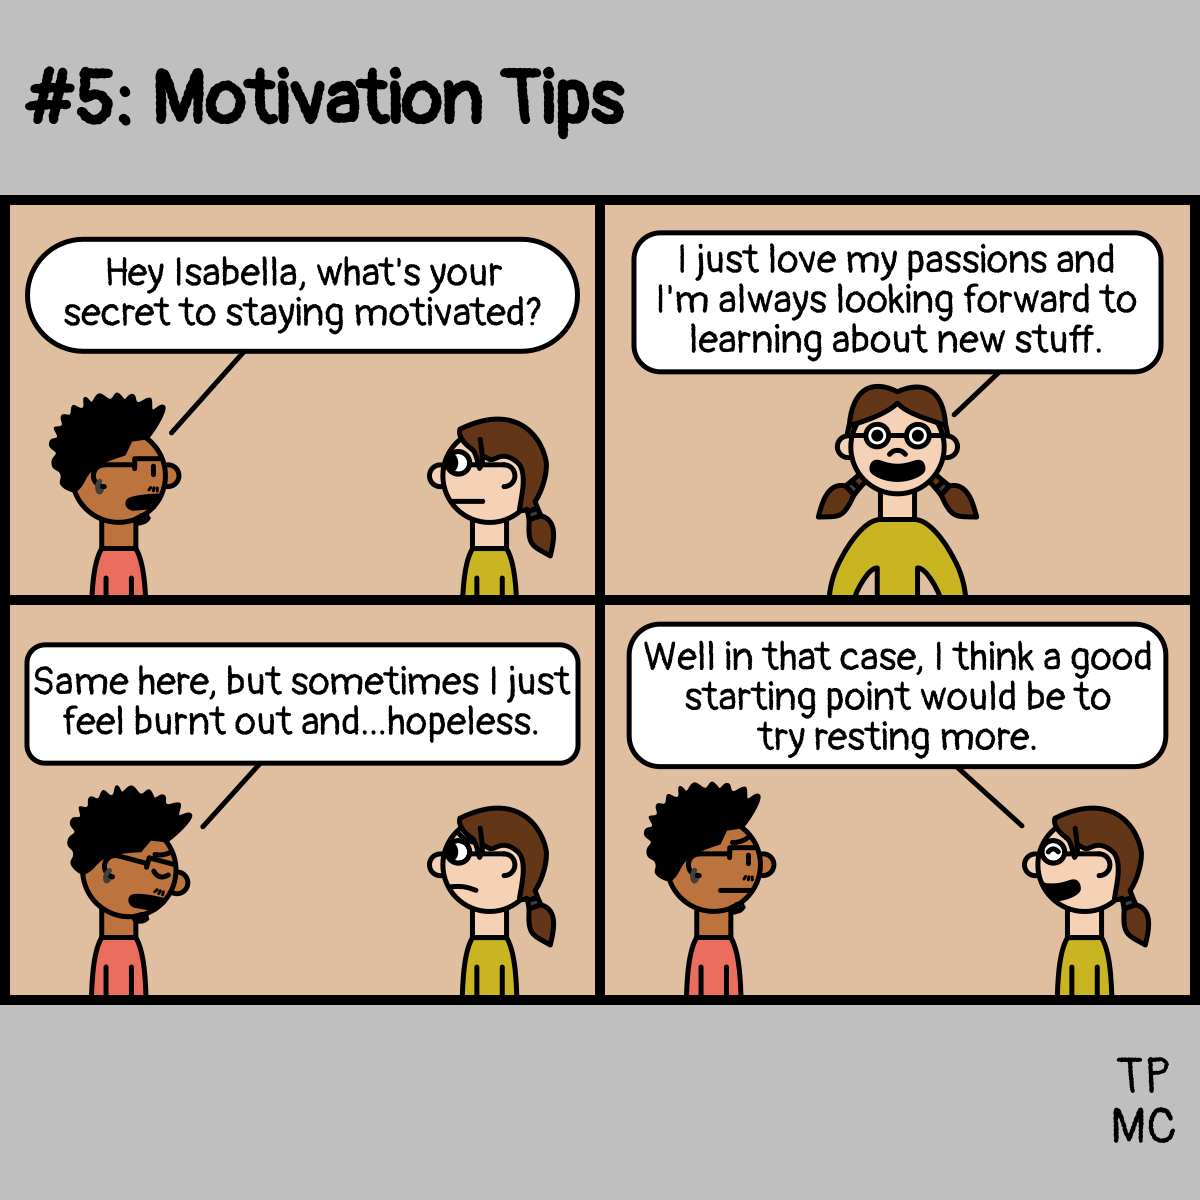 #5: Motivation Tips
Hey Isabella, what's your
secret to staying motivated?
I just love my passions and
I'm always looking forward to
learning about new stuff.
Same here, but sometimes I just
feel burnt out and...hopeless.
Well in that case, I think a good
starting point would be to
try resting more.
TP
MC